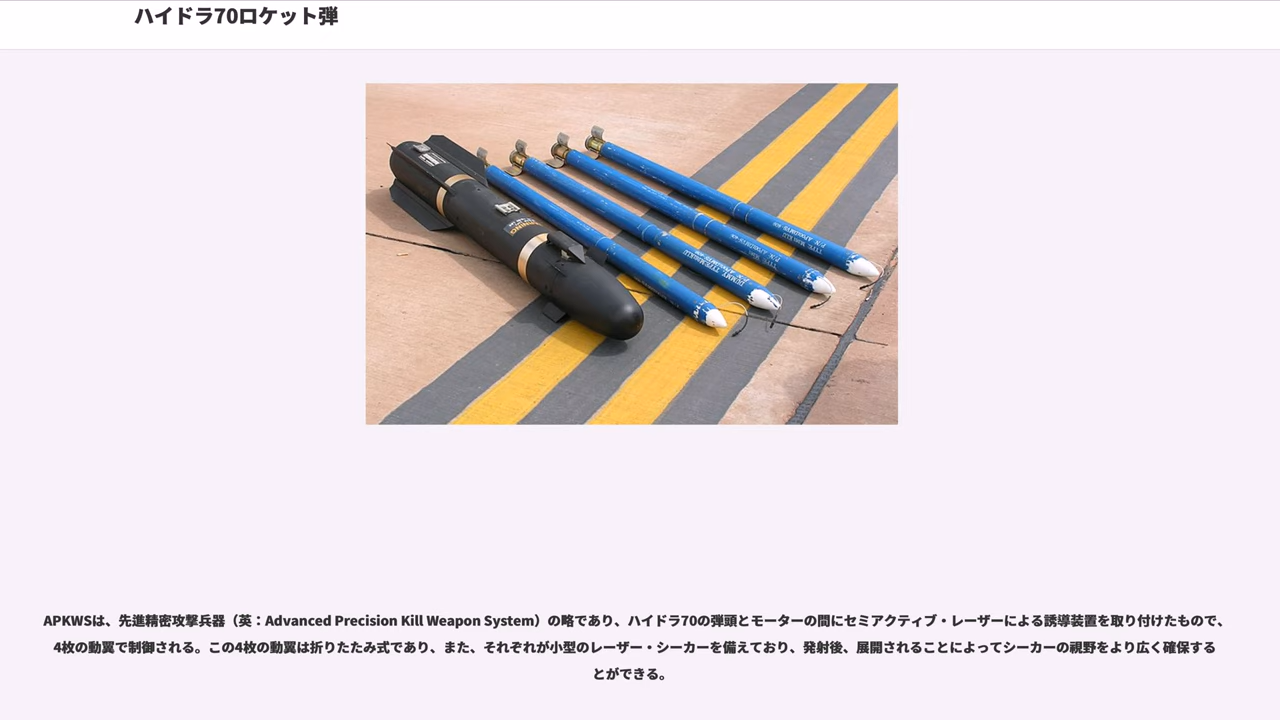 ハイドラ70ロケット弾
APKWSは、先進精密攻撃兵器（英：Advanced Precision Kill Weapon System）の略であり、ハイドラ70の弾頭とモーターの間にセミアクティブ・レーザーによる誘導装置を取り付けたもので、
4枚の動翼で制御される。この4枚の動翼は折りたたみ式であり、また、それぞれが小型のレーザー・シーカーを備えており、発射後、展開されることによってシーカーの視野をより広く確保する
とができる。